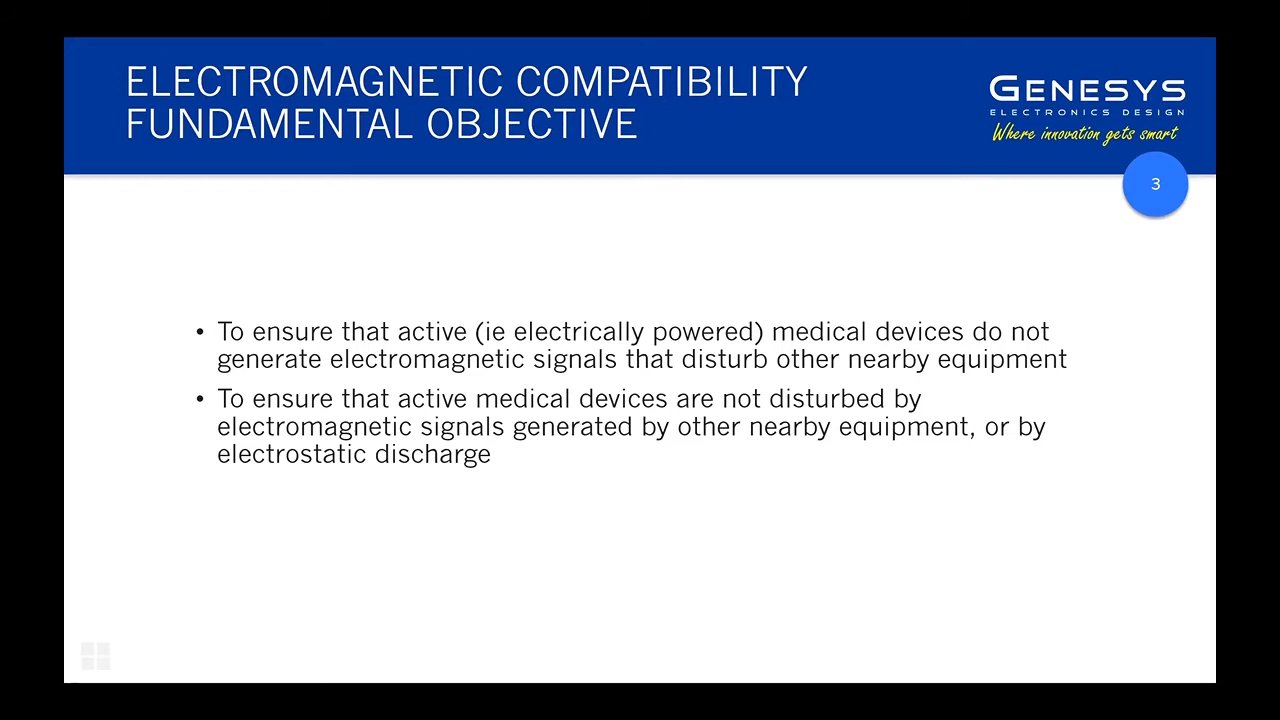 ELECTROMAGNETIC COMPATIBILITY
FUNDAMENTAL OBJECTIVE
GENESYS
ELECTRONICS DESIGN
Where innovation gets smart
3
• To ensure that active (ie electrically powered) medical devices do not
generate electromagnetic signals that disturb other nearby equipment
• To ensure that active medical devices are not disturbed by
electromagnetic signals generated by other nearby equipment, or by
electrostatic discharge